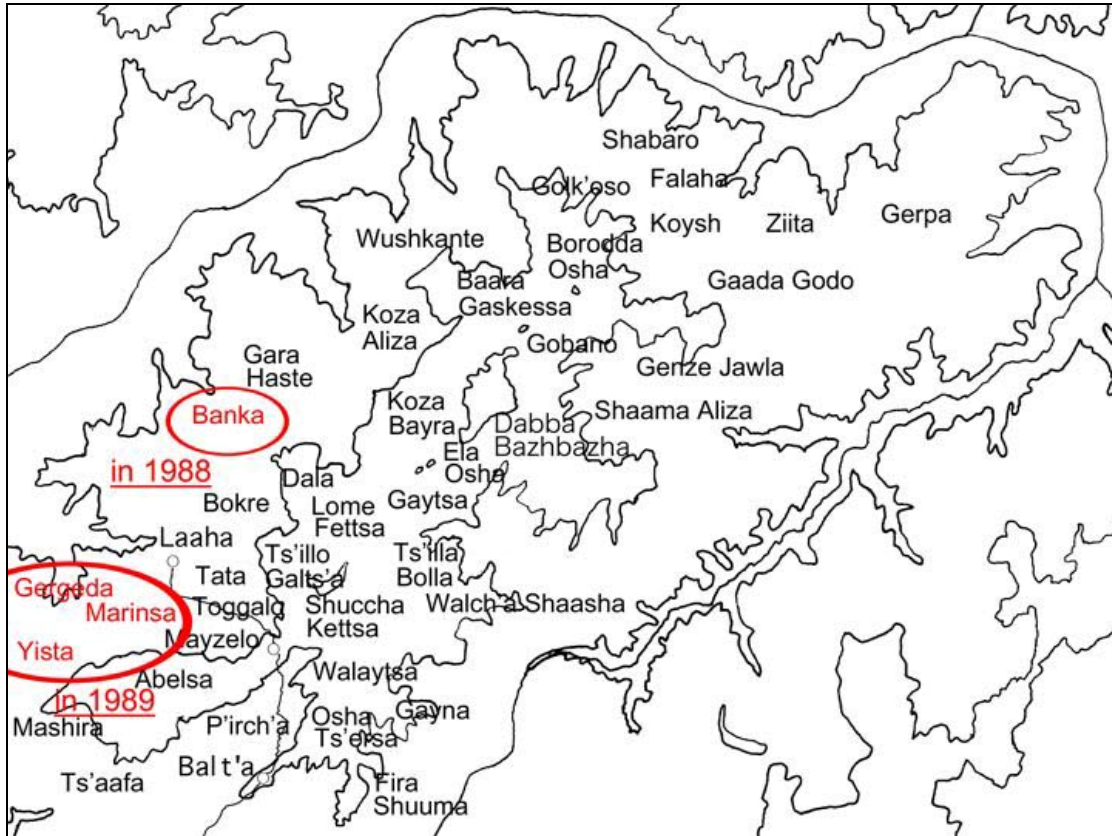 Shabaro
Falaha
Golk'oso
Koysh
Ziita
Gerpa
Wushkante
Borodda
Osha
Baara
Gaskessa
Gaada Godo
Koza
Aliza
Gobano
Gerize Jawla
Gara
Haste
Koza
Bayra
Shaama Aliza
Banka
Dabba
Bazhbazha
Ela
Osha
in 1988
Dala
Bokre
Lome
Fettsa
Gaytsa
Laaha
Ts'illo
Galts'a
Ts'illa
Bolla
Tata
Gergeda
Marinsa
Toggalo
Shuccha
Kettsa
Walch'a Shaasha
Mayzelo
Yista
Abelsa
Walaytsa
in 1989
Mashira
P'irch'a
Osha
Ts'ersa
Gayna
Balt'a
Ts'aafa
Fira
Shuuma